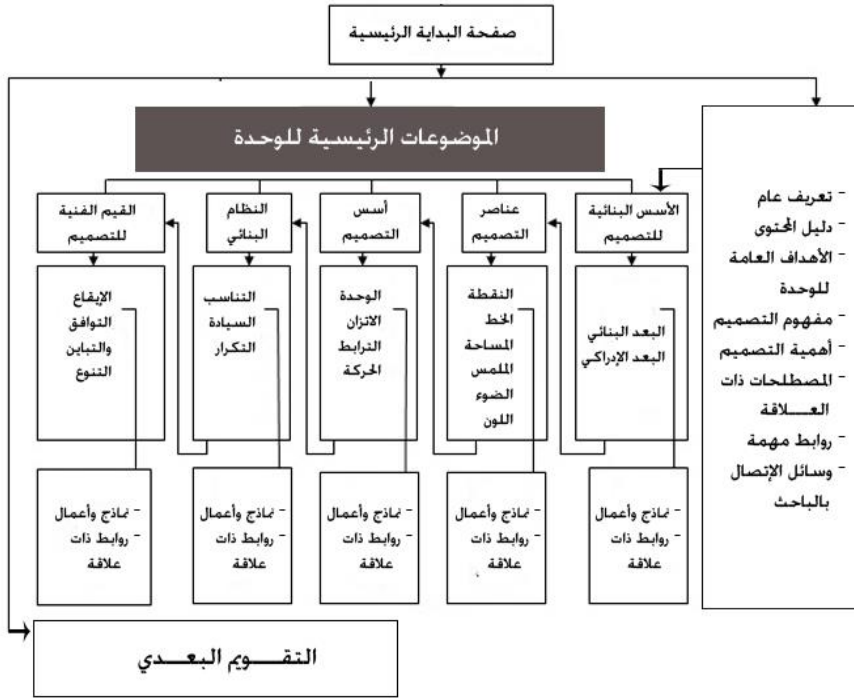 صفحة البداية الرئيسية
الموضوعات الرئيسية للوحدة
- تعريف عام
- دليل المحتوى
- الأهداف العامة
للوحدة
- مفهوم التصميم
- أهمية التصميم
- المصطلحات ذات
العـــلاقة
- روابط مهمة
- وسائل الإتصال
بالباحث
الأسس البنائية
للتصميم
البعد البنائي
البعد الإدراكي
- نماذج وأعمال
- روابط ذات
علاقة
عناصر
التصميم
النقطة
الخط
المساحة
الملمس
الضوء
اللون
- نماذج وأعمال
- روابط ذات
علاقة
أسس
التصميم
الوحدة
الاتزان
الترابط
الحركة
- نماذج وأعمال
- روابط ذات
علاقة
النظام
البنائي
التناسب
السيادة
التكرار
- نماذج وأعمال
- روابط ذات
علاقة
القيم الفنية
للتصميم
الإيقاع
التوافق
والتباين
التنوع
- نماذج وأعمال
- روابط ذات
علاقة
التقـــويم البعـــدي